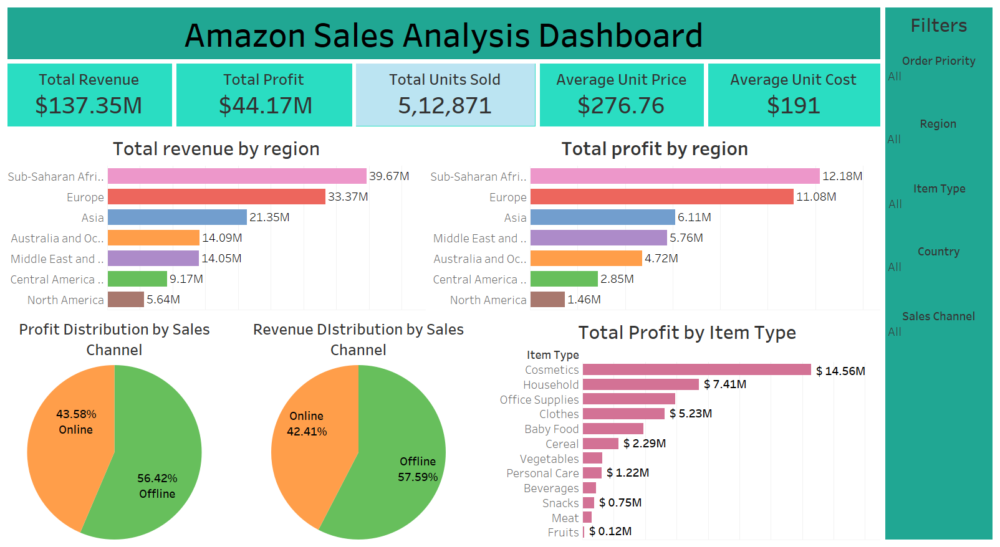 Amazon Sales Analysis Dashboard
Total Revenue
$137.35M
Total Profit
$44.17M
Total Units Sold
5,12,871
Average Unit Price
$276.76
Average Unit Cost
$191
Total revenue by region
Sub-Saharan Afri.. 39.67M
Europe 33.37M
Asia 21.35M
Australia and Oc.. 14.09M
Middle East and .. 14.05M
Central America .. 9.17M
North America 5.64M
Total profit by region
Sub-Saharan Afri.. 12.18M
Europe 11.08M
Asia 6.11M
Middle East and .. 5.76M
Australia and Oc.. 4.72M
Central America .. 2.85M
North America 1.46M
Profit Distribution by Sales
Channel
43.58%
Online
56.42%
Offline
Revenue DIstribution by Sales
Channel
Online
42.41%
Offline
57.59%
Total Profit by Item Type
Item Type
Cosmetics $ 14.56M
Household $ 7.41M
Office Supplies
Clothes $ 5.23M
Baby Food
Cereal $ 2.29M
Vegetables
Personal Care $ 1.22M
Beverages
Snacks $ 0.75M
Meat
Fruits $ 0.12M
Filters
Order Priority
All
Region
All
Item Type
All
Country
All
Sales Channel
All